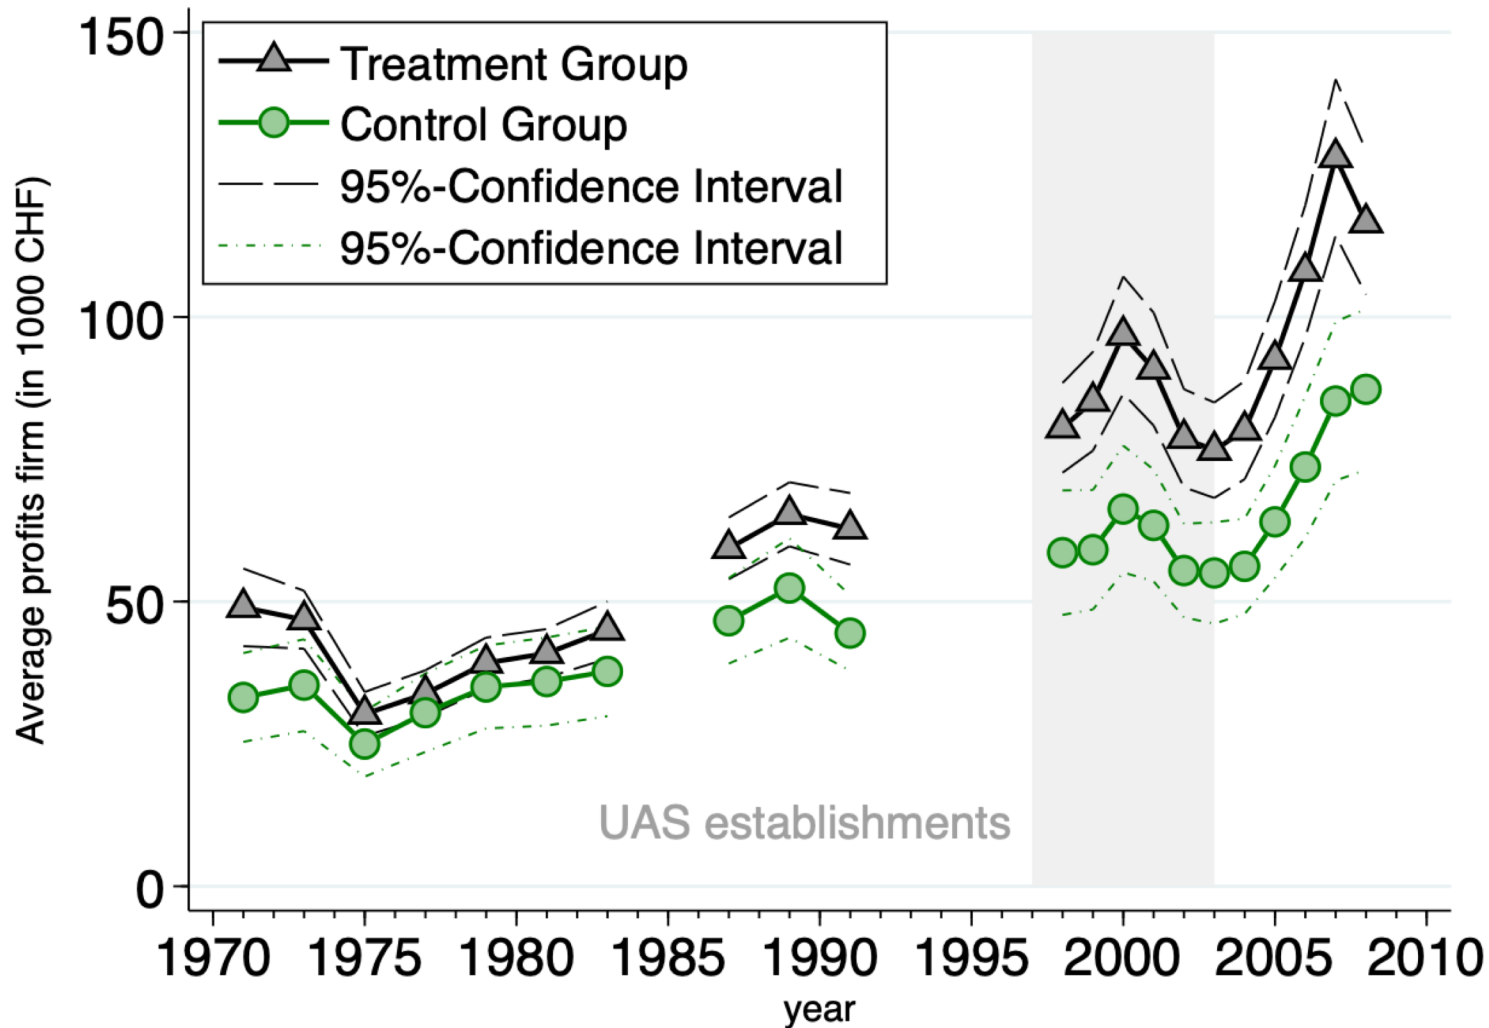 150
100
50
0
Average profits firm (in 1000 CHF)
Treatment Group
Control Group
95%-Confidence Interval
95%-Confidence Interval
UAS establishments
1970 1975 1980 1985 1990 1995 2000 2005 2010
year